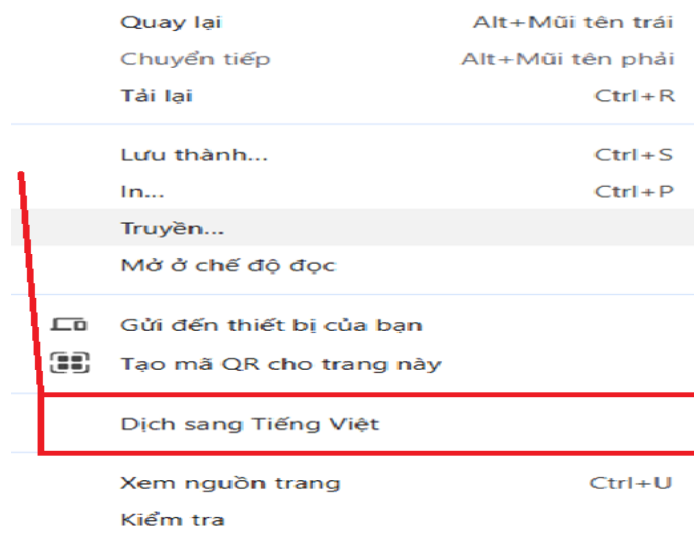 Quay lại Alt+Mũi tên trái
Chuyển tiếp Alt+Mũi tên phải
Tải lại Ctrl+R
Lưu thành... Ctrl+S
In... Ctrl+P
Truyền...
Mở ở chế độ đọc
Gửi đến thiết bị của bạn
Tạo mã QR cho trang này
Dịch sang Tiếng Việt
Xem nguồn trang Ctrl+U
Kiểm tra